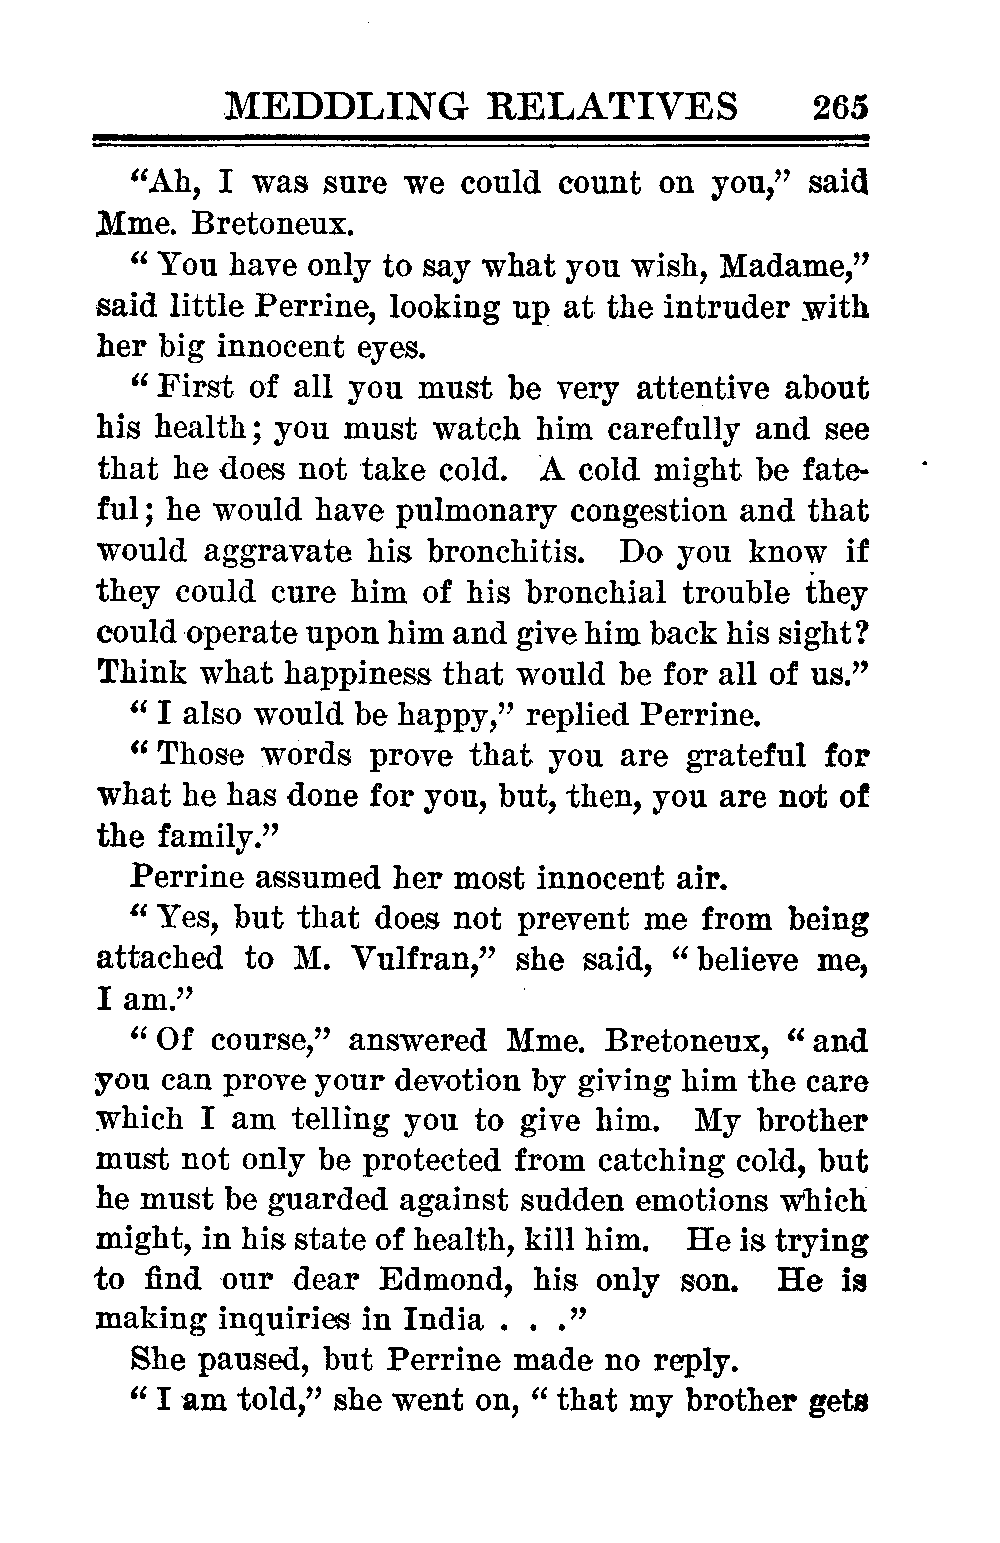 MEDDLING RELATIVES 265
“Ah, I was sure we could count on you,” said
Mme. Bretoneux.
“You have only to say what you wish, Madame,”
said little Perrine, looking up at the intruder with
her big innocent eyes.
“First of all you must be very attentive about
his health; you must watch him carefully and see
that he does not take cold. A cold might be fate-
ful; he would have pulmonary congestion and that
would aggravate his bronchitis. Do you know if
they could cure him of his bronchial trouble they
could operate upon him and give him back his sight?
Think what happiness that would be for all of us.”
“I also would be happy,” replied Perrine.
“Those words prove that you are grateful for
what he has done for you, but, then, you are not of
the family.”
Perrine assumed her most innocent air.
“Yes, but that does not prevent me from being
attached to M. Vulfran,” she said, “believe me,
I am.”
“Of course,” answered Mme. Bretoneux, “and
you can prove your devotion by giving him the care
which I am telling you to give him. My brother
must not only be protected from catching cold, but
he must be guarded against sudden emotions which
might, in his state of health, kill him. He is trying
to find our dear Edmond, his only son. He is
making inquiries in India . . .”
She paused, but Perrine made no reply.
“I am told,” she went on, “that my brother gets